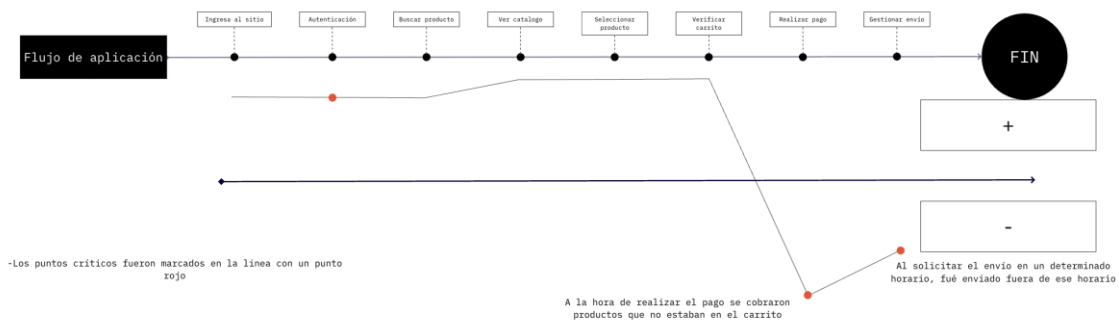 Ingresa al sitio
Autenticación
Buscar producto
Ver catalogo
Seleccionar
producto
Verificar
carrito
Realizar pago
Gestionar envío
Flujo de aplicación
FIN
+
-
-Los puntos críticos fueron marcados en la linea con un punto
rojo
Al solicitar el envío en un determinado
horario, fué enviado fuera de ese horario
A la hora de realizar el pago se cobraron
productos que no estaban en el carrito